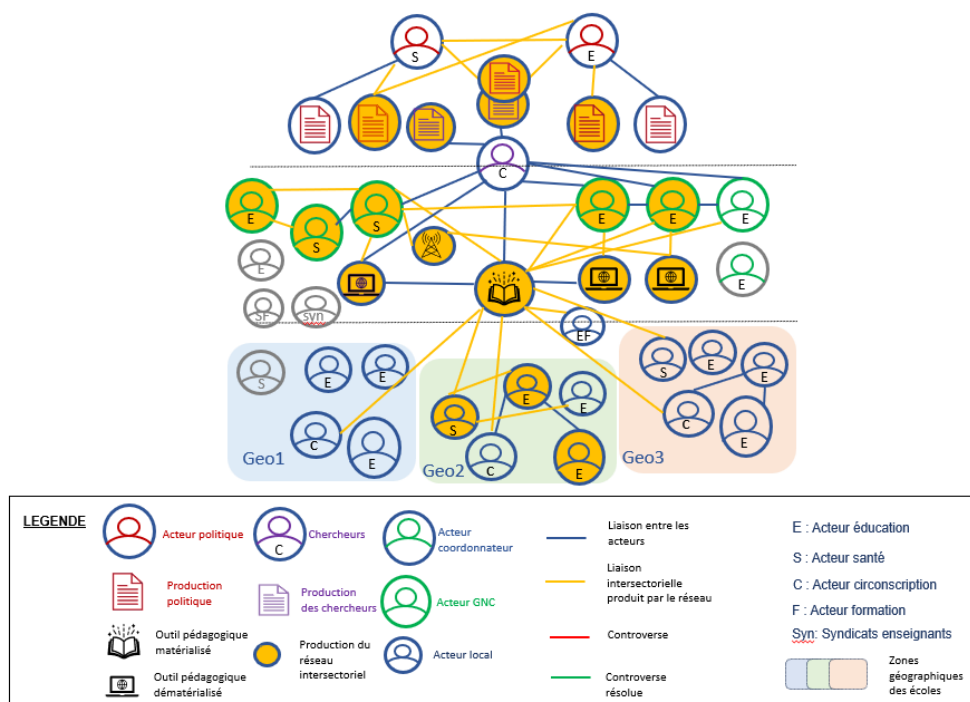 S
E
C
E
S
S
E
E
E
E
E
SF
syn
EF
S
E
E
S
E
E
E
E
S
C
C
C
E
E
E
Geo1
Geo2
Geo3
LEGENDE
Acteur politique
C
Chercheurs
Acteur
coordonnateur
Liaison entre les
acteurs
E : Acteur éducation
S : Acteur santé
Production
politique
Production
des chercheurs
Acteur GNC
Liaison
intersectorielle
produit par le réseau
C : Acteur circonscription
F : Acteur formation
Syn: Syndicats enseignants
Outil pédagogique
matérialisé
Production du
réseau
intersectoriel
Acteur local
Controverse
Zones
géographiques
des écoles
Outil pédagogique
dématérialisé
Controverse
résolue